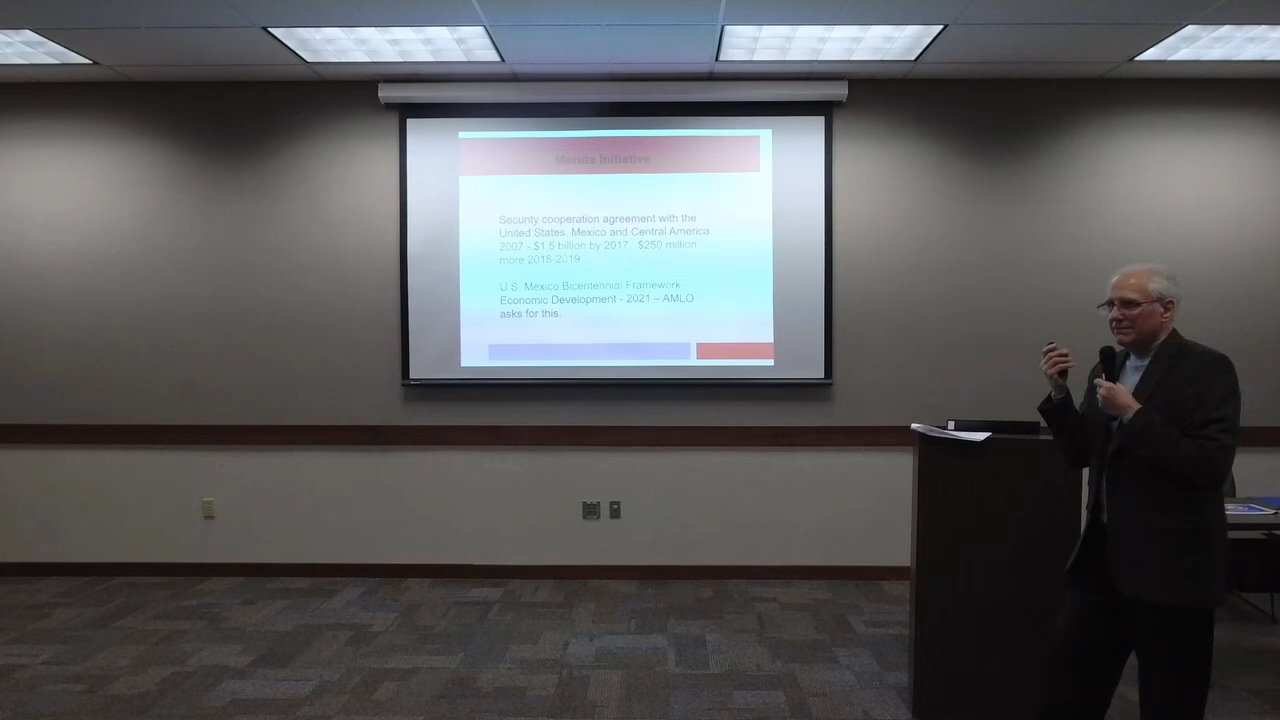 Merida Initiative
Security cooperation agreement with the
United States, Mexico and Central America
2007 - $1.5 billion by 2017 $250 million
more 2018-2019
U.S. Mexico Bicentennial Framework -
Economic Development - 2021 – AMLO
asks for this.